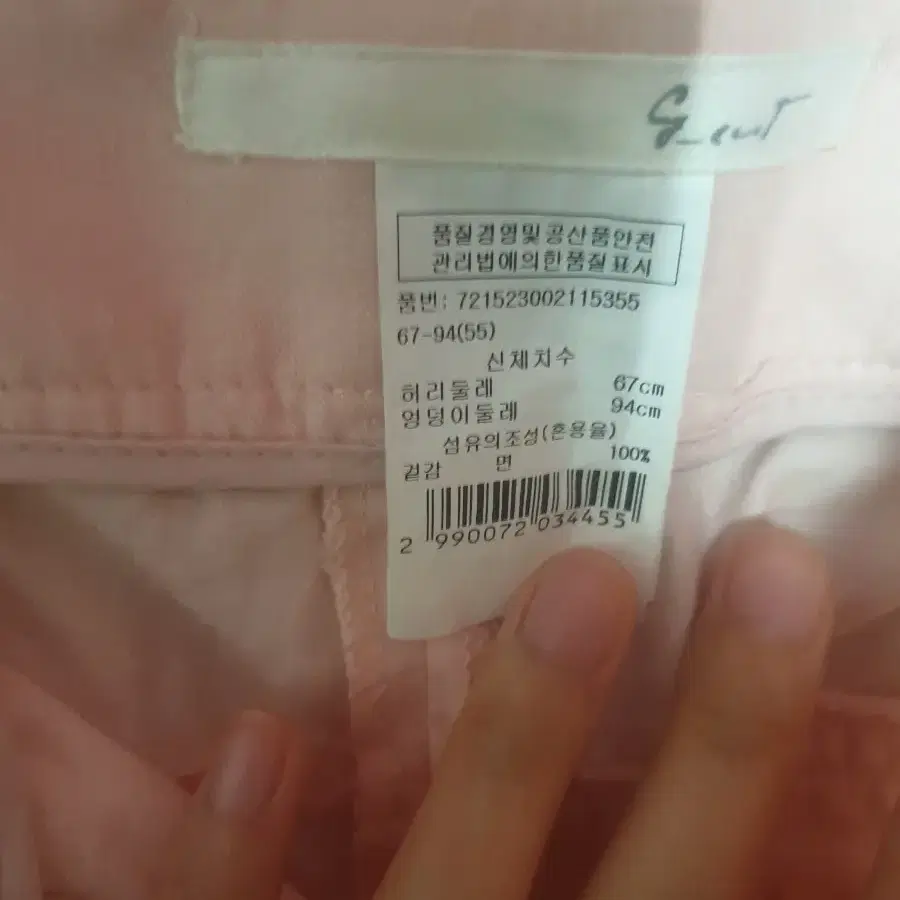 G_cut
품질경영및공산품안전
관리법에의한품질표시
품번: 721523002115355
67-94(55)
신체치수
허리둘레 67cm
엉덩이둘레 94cm
섬유의조성(혼용율)
겉감 면 100%
2 990072 034455